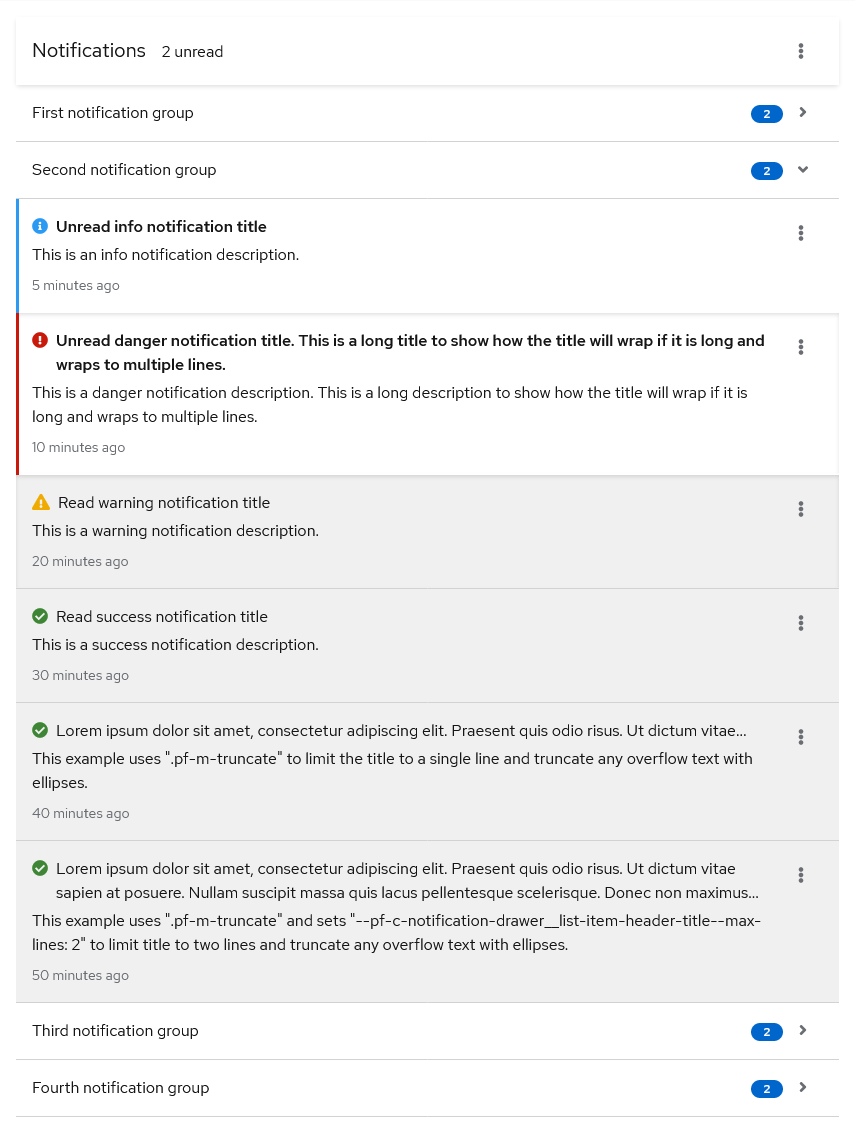 Notifications 2 unread
First notification group 2
Second notification group 2
Unread info notification title
This is an info notification description.
5 minutes ago
Unread danger notification title. This is a long title to show how the title will wrap if it is long and
wraps to multiple lines.
This is a danger notification description. This is a long description to show how the title will wrap if it is
long and wraps to multiple lines.
10 minutes ago
Read warning notification title
This is a warning notification description.
20 minutes ago
Read success notification title
This is a success notification description.
30 minutes ago
Lorem ipsum dolor sit amet, consectetur adipiscing elit. Praesent quis odio risus. Ut dictum vitae...
This example uses ".pf-m-truncate" to limit the title to a single line and truncate any overflow text with
ellipses.
40 minutes ago
Lorem ipsum dolor sit amet, consectetur adipiscing elit. Praesent quis odio risus. Ut dictum vitae
sapien at posuere. Nullam suscipit massa quis lacus pellentesque scelerisque. Donec non maximus...
This example uses ".pf-m-truncate" and sets "--pf-c-notification-drawer__list-item-header-title--max-
lines: 2" to limit title to two lines and truncate any overflow text with ellipses.
50 minutes ago
Third notification group 2
Fourth notification group 2